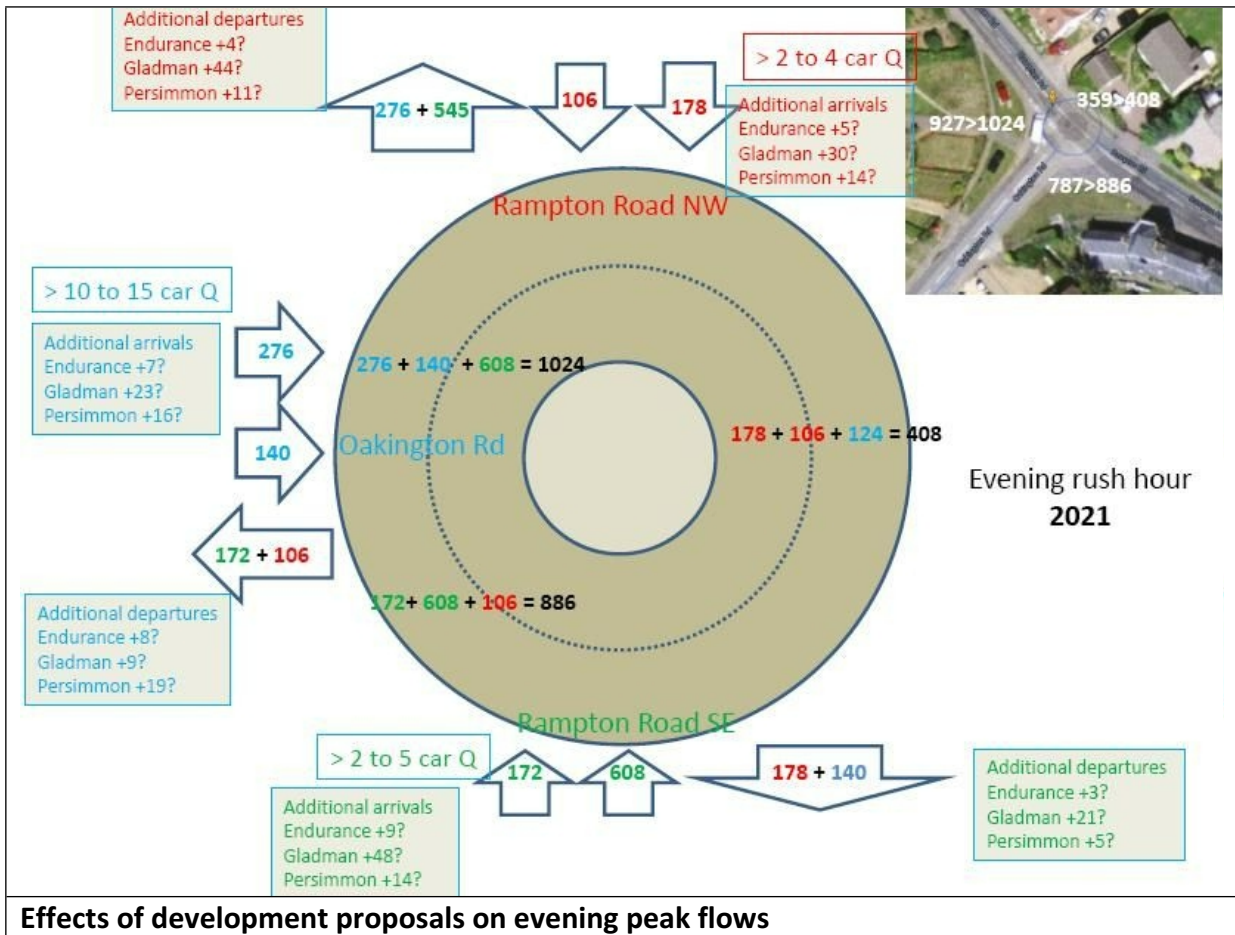 Additional departures
Endurance +4?
Gladman +44?
Persimmon +11?
276 + 545
106
178
> 2 to 4 car Q
Additional arrivals
Endurance +5?
Gladman +30?
Persimmon +14?
359>408
927>1024
787>886
Rampton Road NW
> 10 to 15 car Q
Additional arrivals
Endurance +7?
Gladman +23?
Persimmon +16?
276
140
276 + 140 + 608 = 1024
Oakington Rd
178 + 106 + 124 = 408
Evening rush hour
2021
172 + 106
172+ 608 + 106 = 886
Additional departures
Endurance +8?
Gladman +9?
Persimmon +19?
Rampton Road SE
> 2 to 5 car Q
172
608
178 + 140
Additional arrivals
Endurance +9?
Gladman +48?
Persimmon +14?
Additional departures
Endurance +3?
Gladman +21?
Persimmon +5?
Effects of development proposals on evening peak flows